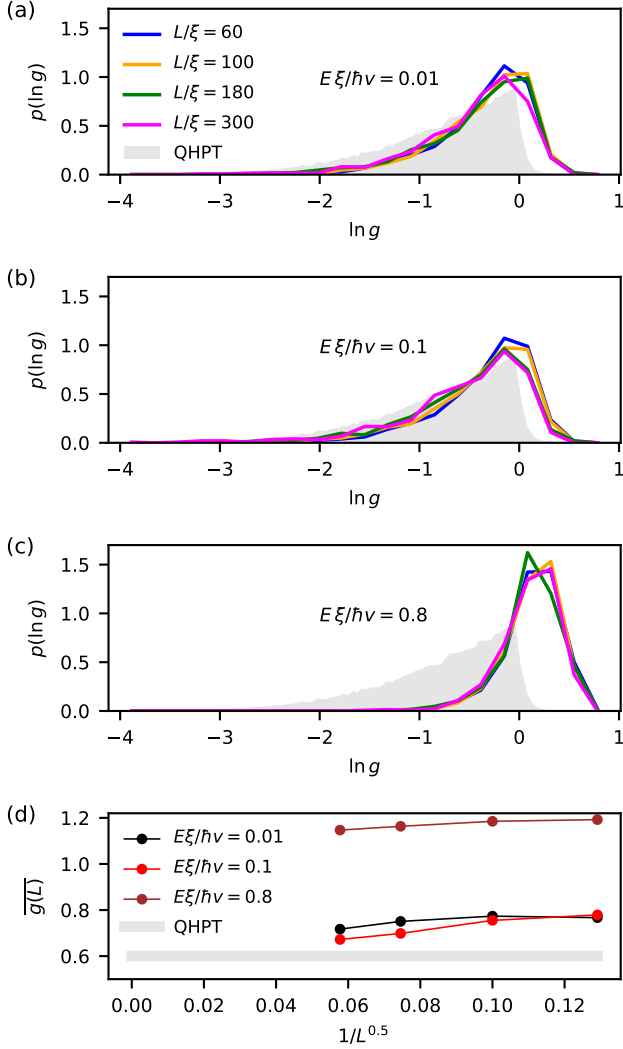 (a)
L/ξ = 60
L/ξ = 100
L/ξ = 180
L/ξ = 300
QHPT
Eξ/ħv = 0.01
p(ln g)
1.5
1.0
0.5
0.0
−4 −3 −2 −1 0 1
ln g
(b)
Eξ/ħv = 0.1
p(ln g)
1.5
1.0
0.5
0.0
−4 −3 −2 −1 0 1
ln g
(c)
Eξ/ħv = 0.8
p(ln g)
1.5
1.0
0.5
0.0
−4 −3 −2 −1 0 1
ln g
(d)
Eξ/ħv = 0.01
Eξ/ħv = 0.1
Eξ/ħv = 0.8
QHPT
g(L)
1.2
1.0
0.8
0.6
0.00 0.02 0.04 0.06 0.08 0.10 0.12
1/L^0.5